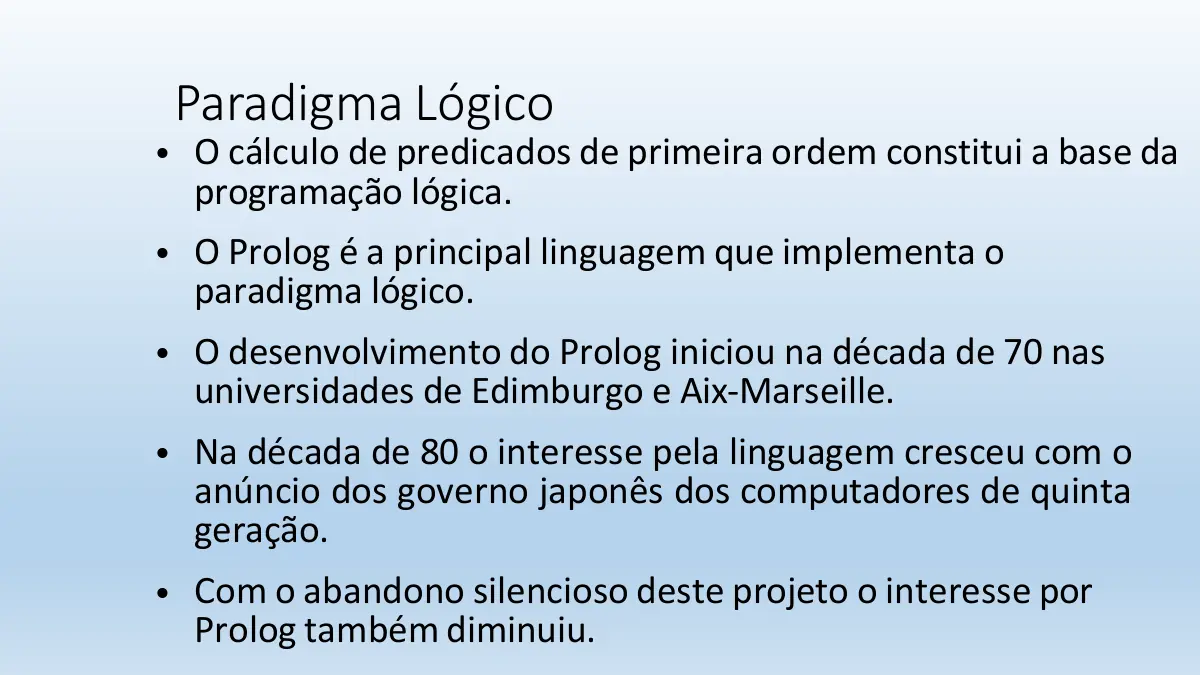 Paradigma Lógico
• O cálculo de predicados de primeira ordem constitui a base da
programação lógica.
• O Prolog é a principal linguagem que implementa o
paradigma lógico.
• O desenvolvimento do Prolog iniciou na década de 70 nas
universidades de Edimburgo e Aix-Marseille.
• Na década de 80 o interesse pela linguagem cresceu com o
anúncio dos governo japonês dos computadores de quinta
geração.
• Com o abandono silencioso deste projeto o interesse por
Prolog também diminuiu.